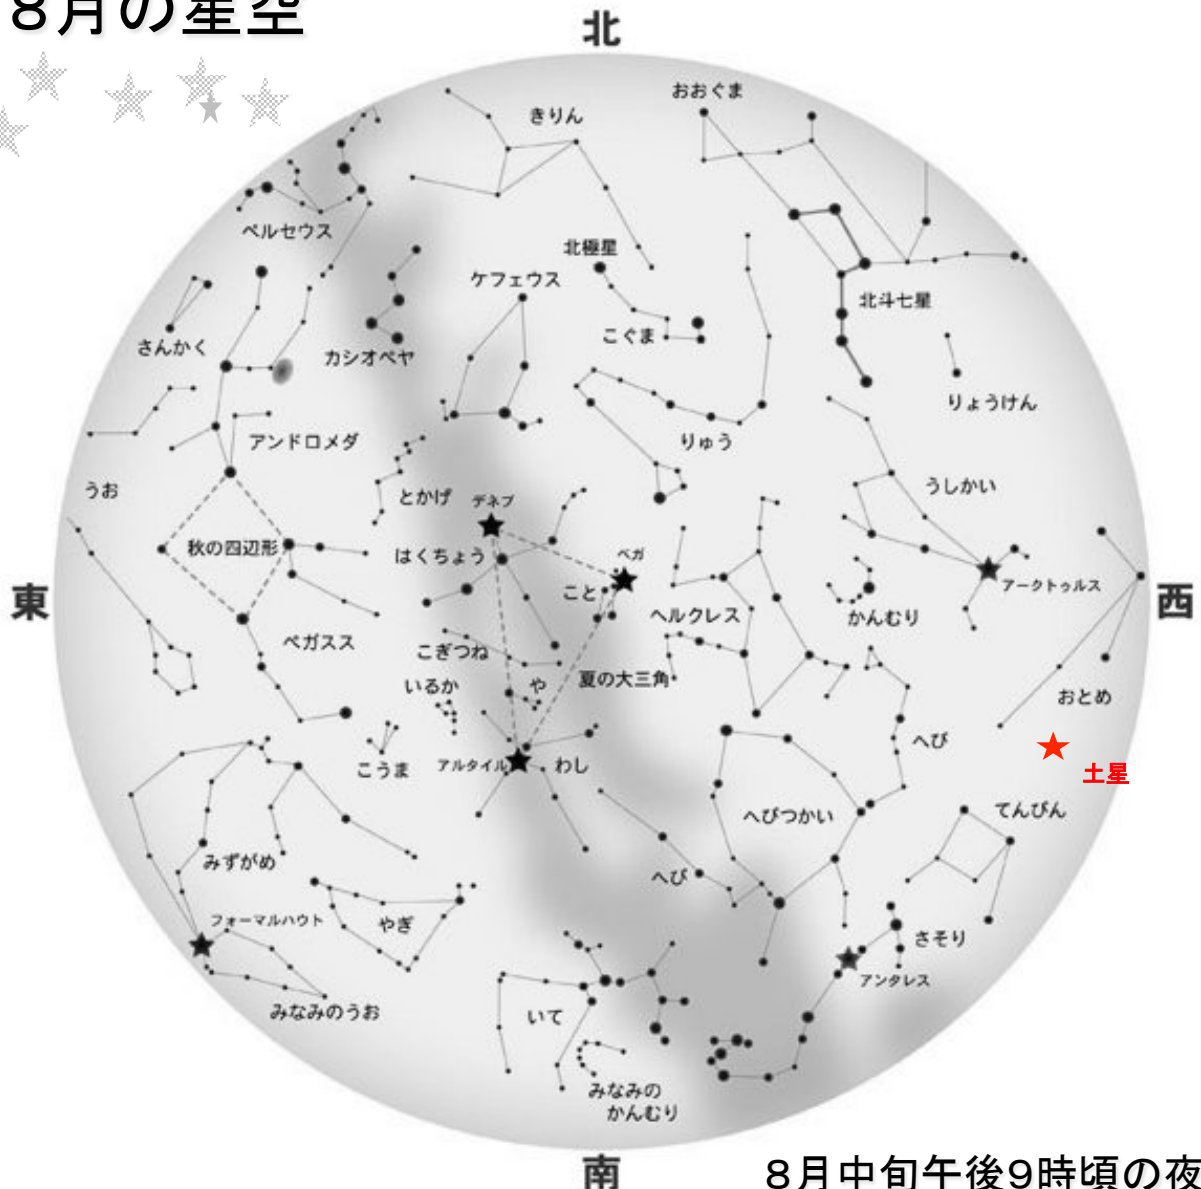 8月の星空
北
おおぐま
きりん
ペルセウス
北極星
ケフェウス
北斗七星
こぐま
さんかく
カシオペヤ
りょうけん
アンドロメダ
りゅう
うお
とかげ
デネブ
うしかい
秋の四辺形
はくちょう
ベガ
こと
アークトゥルス
東
西
ヘルクレス
かんむり
ペガスス
こぎつね
いるか
や
夏の大三角
おとめ
へび
こうま
アルタイル
わし
土星
てんびん
へびつかい
みずがめ
へび
フォーマルハウト
やぎ
さそり
アンタレス
みなみのうお
いて
みなみの
かんむり
南
8月中旬午後9時頃の夜